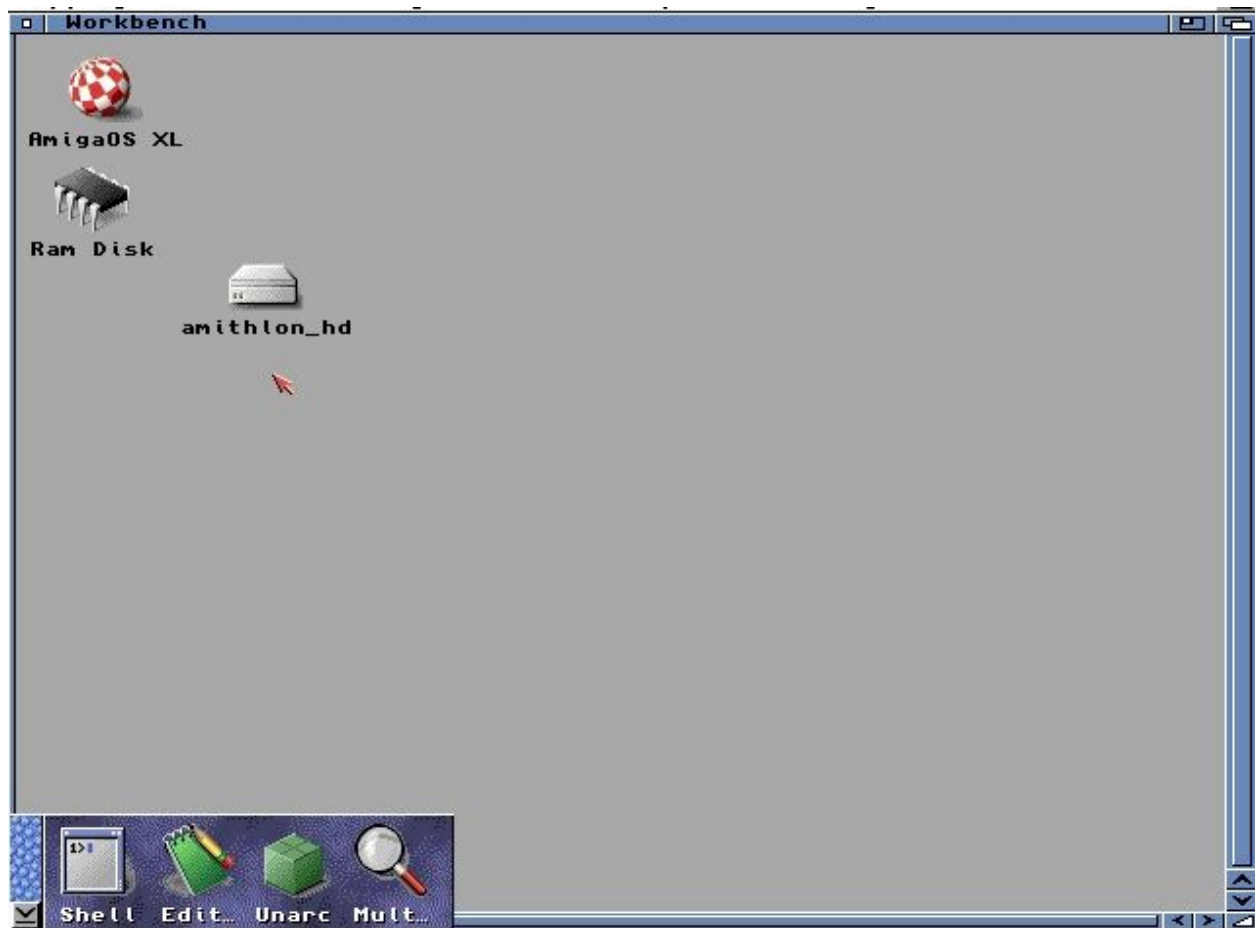 Workbench
AmigaOS XL
Ram Disk
amithlon_hd
1>
Shell Edit… Unarc Mult…